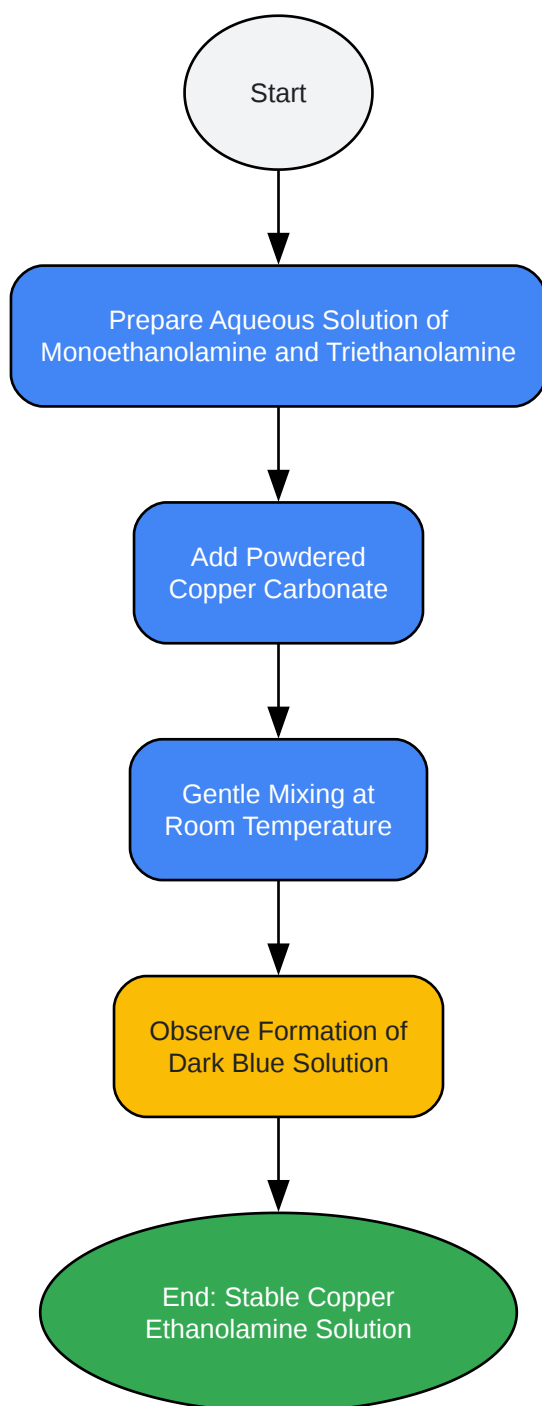 Start
Prepare Aqueous Solution of
Monoethanolamine and Triethanolamine
Add Powdered
Copper Carbonate
Gentle Mixing at
Room Temperature
Observe Formation of
Dark Blue Solution
End: Stable Copper
Ethanolamine Solution